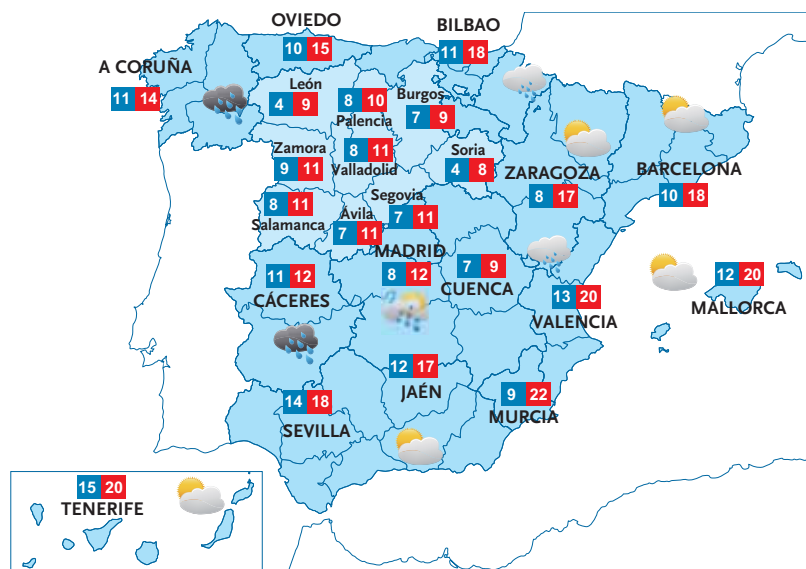 OVIEDO
10 15
BILBAO
11 18
A CORUÑA
11 14
León
4 9
8 10
Palencia
Burgos
7 9
Zamora
9 11
8 11
Valladolid
Soria
4 8
ZARAGOZA
8 17
BARCELONA
10 18
8 11
Salamanca
Ávila
7 11
Segovia
7 11
MADRID
8 12
7 9
CUENCA
11 12
CÁCERES
13 20
VALENCIA
12 20
MALLORCA
12 17
JAÉN
14 18
SEVILLA
9 22
MURCIA
15 20
TENERIFE